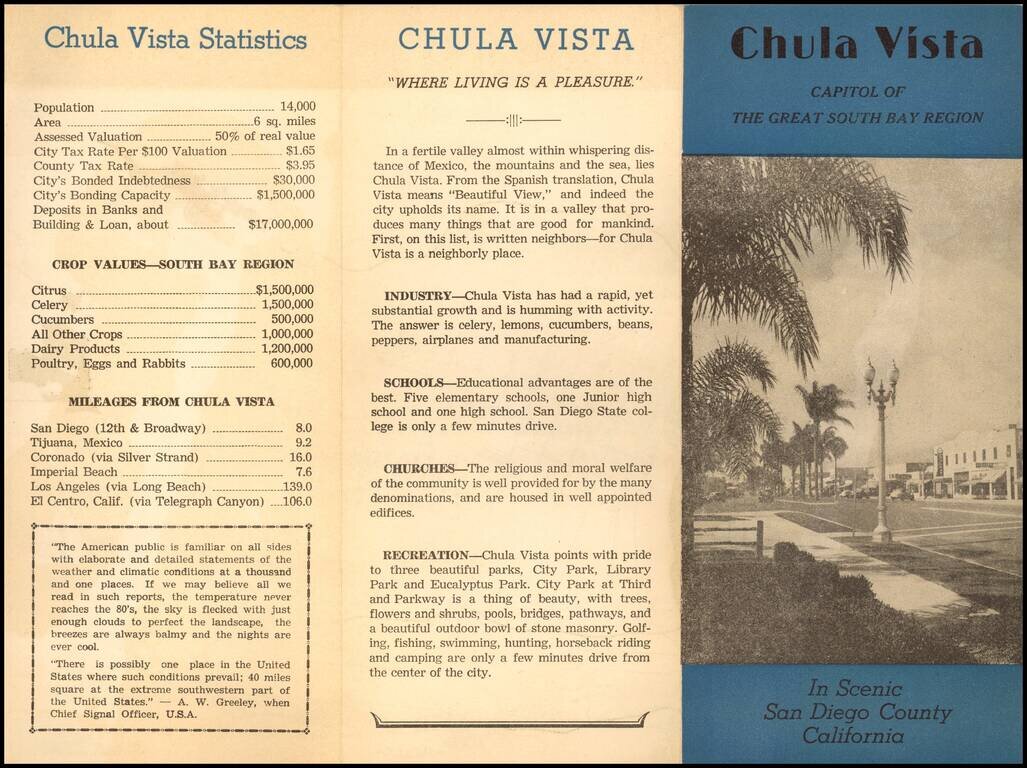 Chula Vista Statistics
Population 14,000
Area 6 sq. miles
Assessed Valuation 50% of real value
City Tax Rate Per $100 Valuation $1.65
County Tax Rate $3.95
City's Bonded Indebtedness $30,000
City's Bonding Capacity $1,500,000
Deposits in Banks and
Building & Loan, about $17,000,000
CROP VALUES—SOUTH BAY REGION
Citrus $1,500,000
Celery 1,500,000
Cucumbers 500,000
All Other Crops 1,000,000
Dairy Products 1,200,000
Poultry, Eggs and Rabbits 600,000
MILEAGES FROM CHULA VISTA
San Diego (12th & Broadway) 8.0
Tijuana, Mexico 9.2
Coronado (via Silver Strand) 16.0
Imperial Beach 7.6
Los Angeles (via Long Beach) 139.0
El Centro, Calif. (via Telegraph Canyon) 106.0
"The American public is familiar on all sides
with elaborate and detailed statements of the
weather and climatic conditions at a thousand
and one places. If we may believe all we
read in such reports, the temperature never
reaches the 80's, the sky is flecked with just
enough clouds to perfect the landscape, the
breezes are always balmy and the nights are
ever cool.
"There is possibly one place in the United
States where such conditions prevail; 40 miles
square at the extreme southwestern part of
the United States." — A. W. Greeley, when
Chief Signal Officer, U.S.A.
CHULA VISTA
"WHERE LIVING IS A PLEASURE."
In a fertile valley almost within whispering dis-
tance of Mexico, the mountains and the sea, lies
Chula Vista. From the Spanish translation, Chula
Vista means "Beautiful View," and indeed the
city upholds its name. It is in a valley that pro-
duces many things that are good for mankind.
First, on this list, is written neighbors—for Chula
Vista is a neighborly place.
INDUSTRY—Chula Vista has had a rapid, yet
substantial growth and is humming with activity.
The answer is celery, lemons, cucumbers, beans,
peppers, airplanes and manufacturing.
SCHOOLS—Educational advantages are of the
best. Five elementary schools, one Junior high
school and one high school. San Diego State col-
lege is only a few minutes drive.
CHURCHES—The religious and moral welfare
of the community is well provided for by the many
denominations, and are housed in well appointed
edifices.
RECREATION—Chula Vista points with pride
to three beautiful parks, City Park, Library
Park and Eucalyptus Park. City Park at Third
and Parkway is a thing of beauty, with trees,
flowers and shrubs, pools, bridges, pathways, and
a beautiful outdoor bowl of stone masonry. Golf-
ing, fishing, swimming, hunting, horseback riding
and camping are only a few minutes drive from
the center of the city.
Chula Vista
CAPITOL OF
THE GREAT SOUTH BAY REGION
In Scenic
San Diego County
California